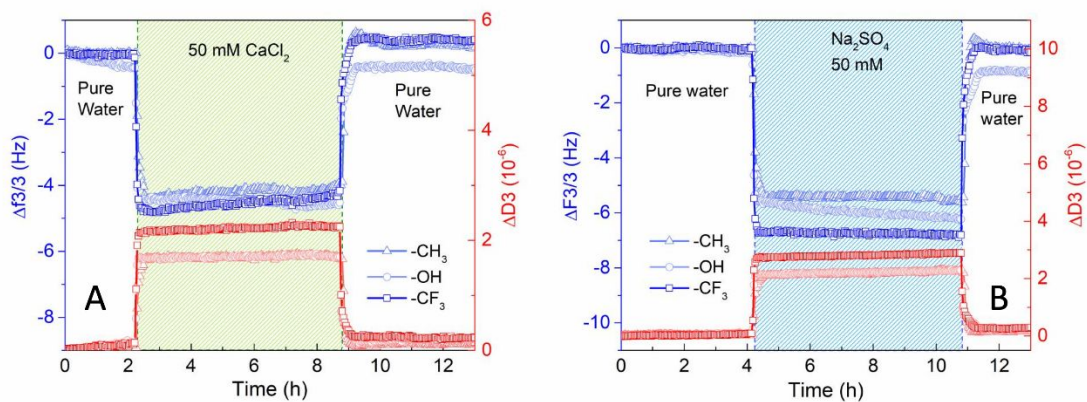 50 mM CaCl₂
Pure
Water
Pure
Water
-CH₃
-OH
-CF₃
A
0
-2
-4
-6
-8
Δf3/3 (Hz)
6
4
2
0
ΔD3 (10⁻⁶)
0 2 4 6 8 10 12
Time (h)
Na₂SO₄
50 mM
Pure water
Pure
water
-CH₃
-OH
-CF₃
B
0
-2
-4
-6
-8
-10
ΔF3/3 (Hz)
10
8
6
4
2
0
ΔD3 (10⁻⁶)
0 2 4 6 8 10 12
Time (h)